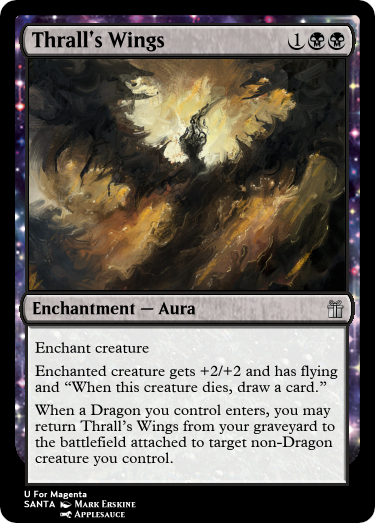 Thrall's Wings 1
Enchantment — Aura
Enchant creature
Enchanted creature gets +2/+2 and has flying
and “When this creature dies, draw a card.”
When a Dragon you control enters, you may
return Thrall's Wings from your graveyard to
the battlefield attached to target non-Dragon
creature you control.
U For Magenta
SANTA Mark Erskine
Applesauce